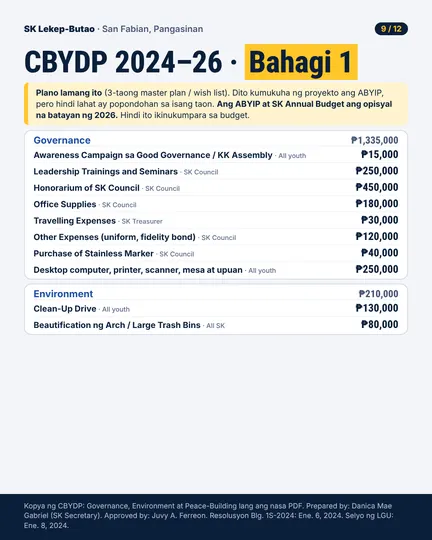 SK Lekep-Butao · San Fabian, Pangasinan
9 / 12
CBYDP 2024–26 · Bahagi 1
Plano lamang ito (3-taong master plan / wish list). Dito kumukuha ng proyekto ang ABYIP,
pero hindi lahat ay popondohan sa isang taon. Ang ABYIP at SK Annual Budget ang opisyal
na batayan ng 2026. Hindi ito ikinukumpara sa budget.
Governance ₱1,335,000
Awareness Campaign sa Good Governance / KK Assembly · All youth ₱15,000
Leadership Trainings and Seminars · SK Council ₱250,000
Honorarium of SK Council · SK Council ₱450,000
Office Supplies · SK Council ₱180,000
Travelling Expenses · SK Treasurer ₱30,000
Other Expenses (uniform, fidelity bond) · SK Council ₱120,000
Purchase of Stainless Marker · SK Council ₱40,000
Desktop computer, printer, scanner, mesa at upuan · All youth ₱250,000
Environment ₱210,000
Clean-Up Drive · All youth ₱130,000
Beautification ng Arch / Large Trash Bins · All SK ₱80,000
Kopya ng CBYDP: Governance, Environment at Peace-Building lang ang nasa PDF. Prepared by: Danica Mae
Gabriel (SK Secretary). Approved by: Juvy A. Ferreon. Resolusyon Blg. 1S-2024: Ene. 6, 2024. Selyo ng LGU:
Ene. 8, 2024.